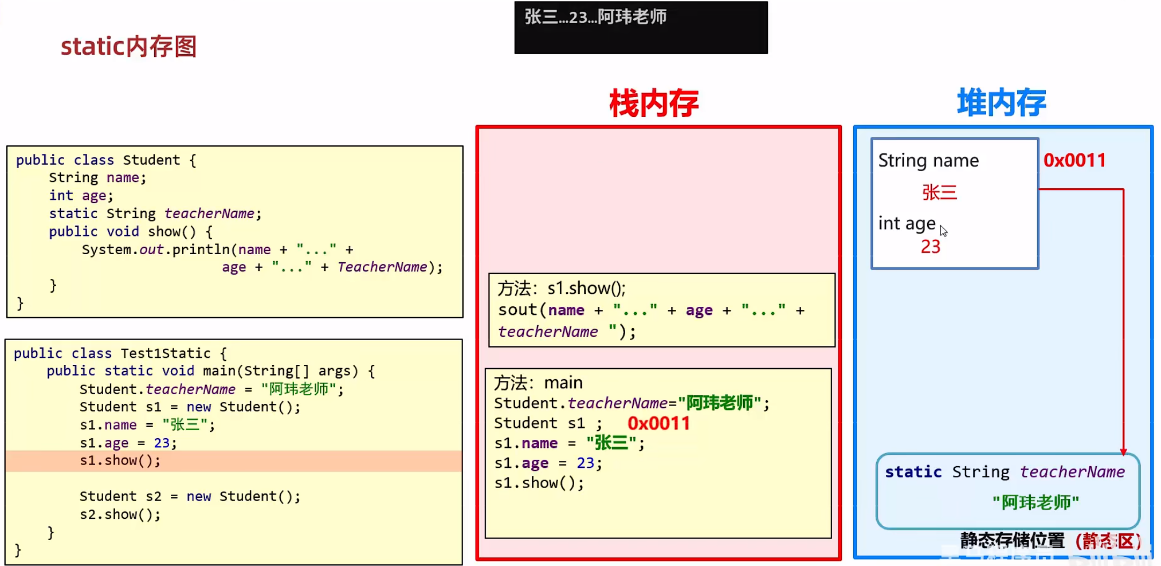 张三...23...阿玮老师
static内存图
栈内存
堆内存
public class Student {
String name;
int age;
static String teacherName;
public void show() {
System.out.println(name + "..." +
age + "..." + TeacherName);
}
}
public class Test1Static {
public static void main(String[] args) {
Student.teacherName = "阿玮老师";
Student s1 = new Student();
s1.name = "张三";
s1.age = 23;
s1.show();
Student s2 = new Student();
s2.show();
}
}
方法：s1.show();
sout(name + "..." + age + "..." +
teacherName ");
方法：main
Student.teacherName="阿玮老师";
Student s1 ; 0x0011
s1.name = "张三";
s1.age = 23;
s1.show();
String name
张三
int age
23
0x0011
static String teacherName
"阿玮老师"
静态存储位置（静态区）